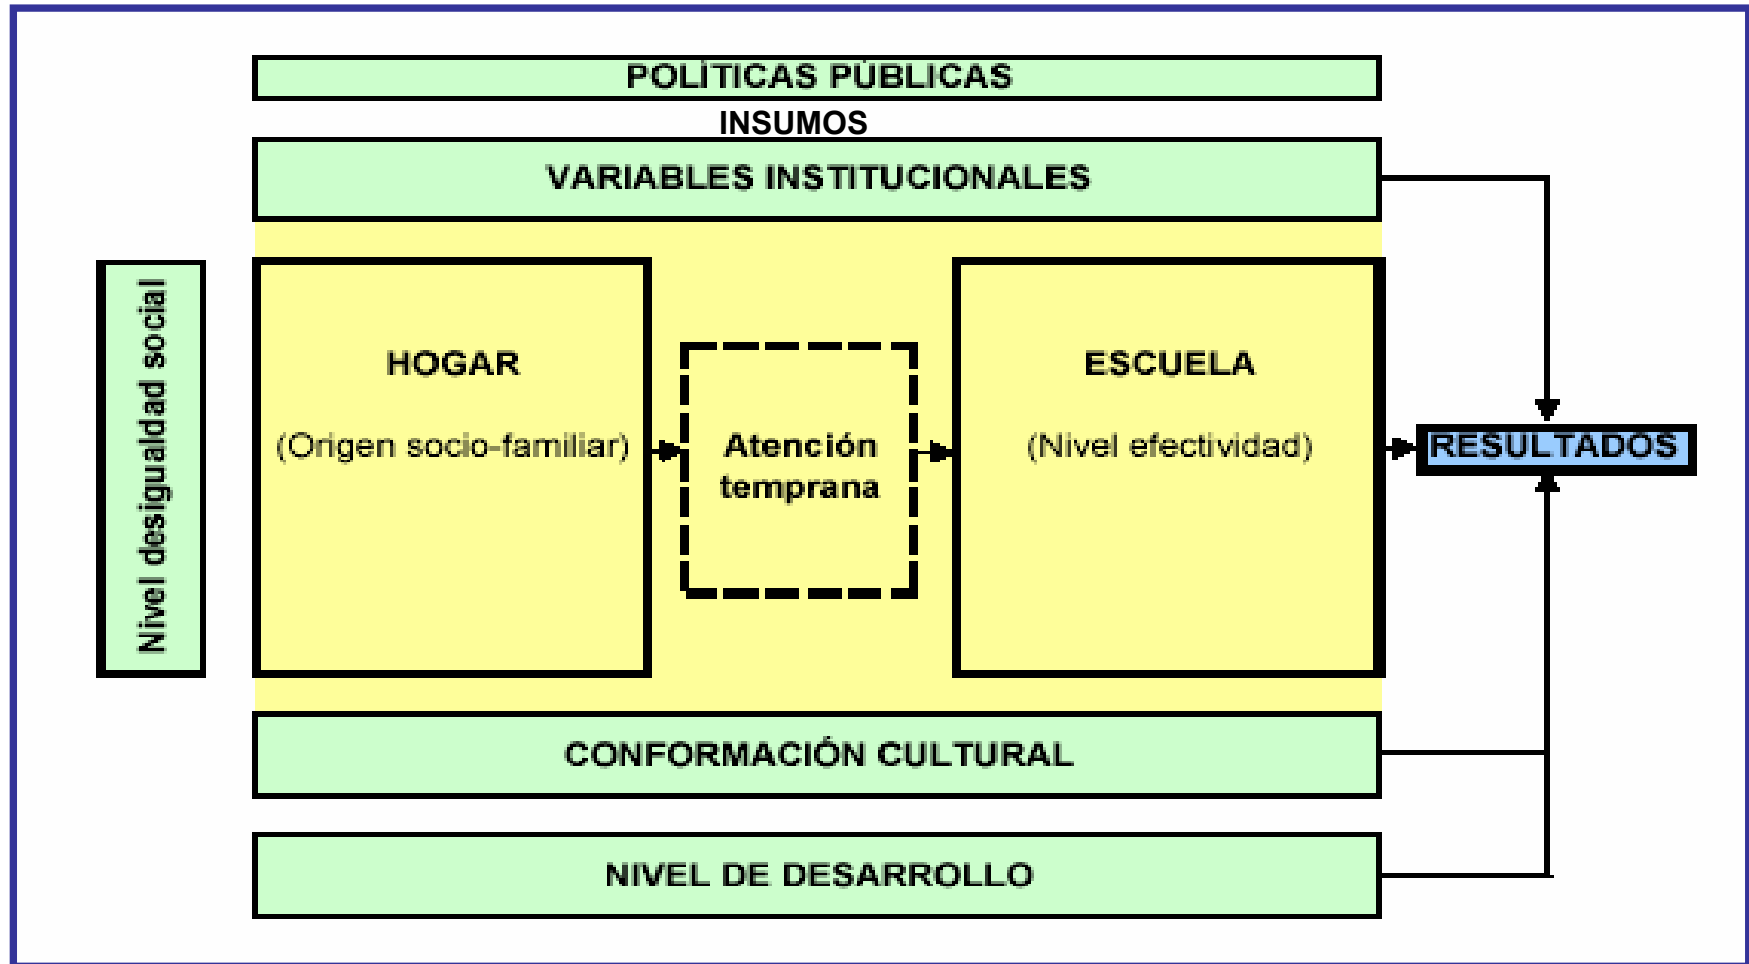 POLÍTICAS PÚBLICAS
INSUMOS
VARIABLES INSTITUCIONALES
Nivel desigualdad social
HOGAR
(Origen socio-familiar)
Atención
temprana
ESCUELA
(Nivel efectividad)
RESULTADOS
CONFORMACIÓN CULTURAL
NIVEL DE DESARROLLO